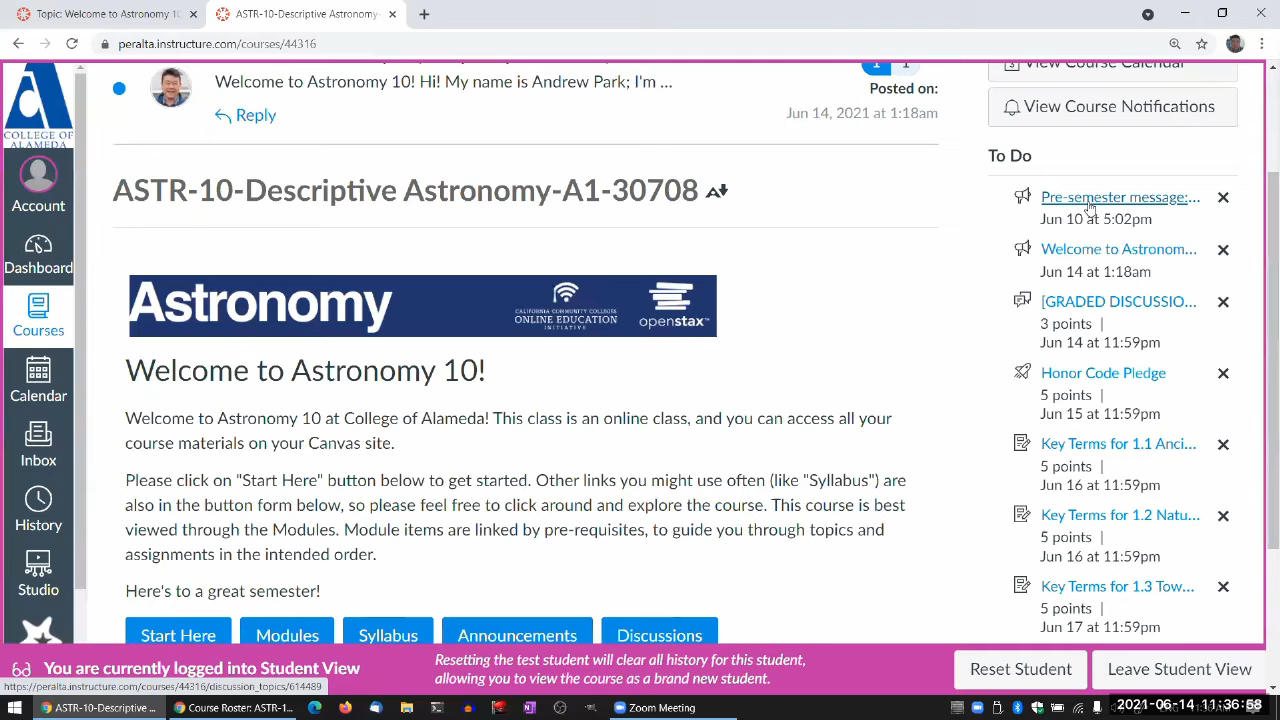 Topic: Welcome to Astronomy 10
ASTR-10-Descriptive Astronomy-
peralta.instructure.com/courses/44316
COLLEGE OF
ALAMEDA
Account
Dashboard
Courses
Calendar
Inbox
History
Studio
Welcome to Astronomy 10! Hi! My name is Andrew Park; I'm ...
Reply
1 1
Posted on:
Jun 14, 2021 at 1:18am
ASTR-10-Descriptive Astronomy-A1-30708
Astronomy
CALIFORNIA COMMUNITY COLLEGES
ONLINE EDUCATION
INITIATIVE
openstax™
Welcome to Astronomy 10!
Welcome to Astronomy 10 at College of Alameda! This class is an online class, and you can access all your
course materials on your Canvas site.
Please click on "Start Here" button below to get started. Other links you might use often (like "Syllabus") are
also in the button form below, so please feel free to click around and explore the course. This course is best
viewed through the Modules. Module items are linked by pre-requisites, to guide you through topics and
assignments in the intended order.
Here's to a great semester!
Start Here Modules Syllabus Announcements Discussions
View Course Calendar
View Course Notifications
To Do
Pre-semester message:...
Jun 10 at 5:02pm
Welcome to Astronom...
Jun 14 at 1:18am
[GRADED DISCUSSIO...
3 points |
Jun 14 at 11:59pm
Honor Code Pledge
5 points |
Jun 15 at 11:59pm
Key Terms for 1.1 Anci...
5 points |
Jun 16 at 11:59pm
Key Terms for 1.2 Natu...
5 points |
Jun 16 at 11:59pm
Key Terms for 1.3 Tow...
5 points |
Jun 17 at 11:59pm
You are currently logged into Student View
Resetting the test student will clear all history for this student,
allowing you to view the course as a brand new student.
Reset Student
Leave Student View
https://peralta.instructure.com/courses/44316/discussion_topics/614489
ASTR-10-Descriptive ...
Course Roster: ASTR-1...
Zoom Meeting
2021-06-14 11:36:58